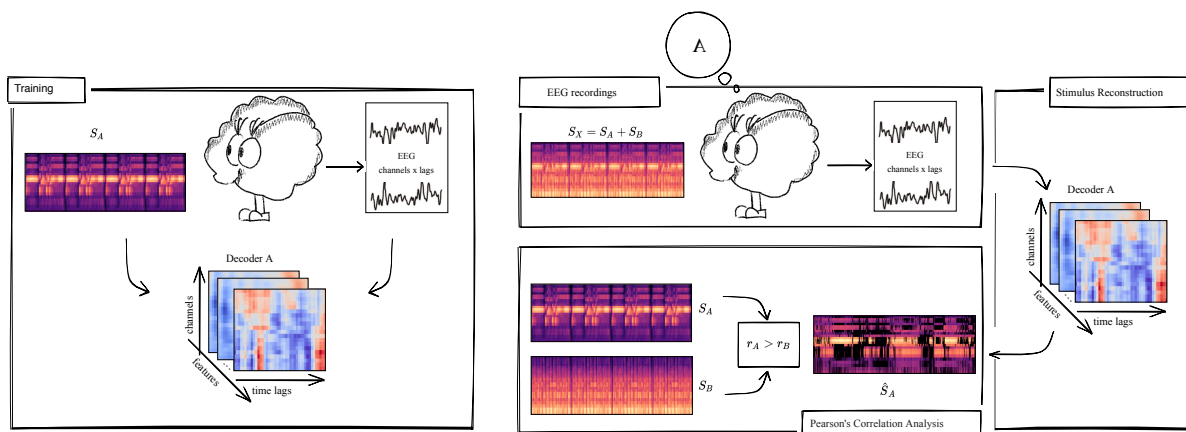 Training
S_A
EEG
channels x lags
Decoder A
channels
features
...
time lags
A
EEG recordings
S_X = S_A + S_B
EEG
channels x lags
Stimulus Reconstruction
Decoder A
channels
features
...
time lags
S_A
r_A > r_B
S_B
Ŝ_A
Pearson's Correlation Analysis